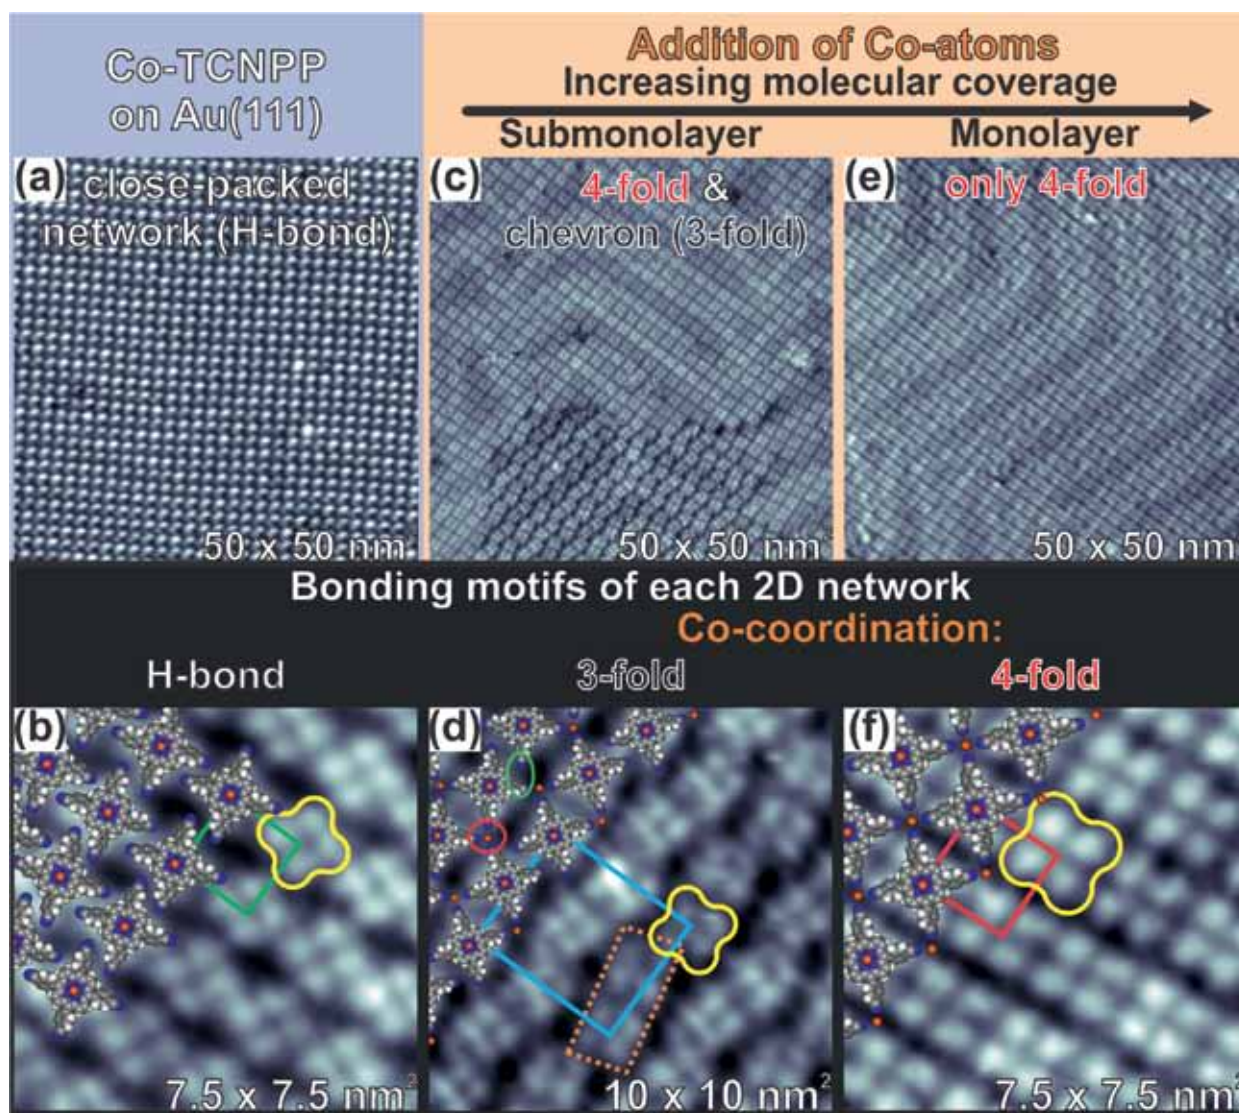 Co-TCNPP
on Au(111)
Addition of Co-atoms
Increasing molecular coverage
Submonolayer
Monolayer
(a)
close-packed
network (H-bond)
50 x 50 nm
(c)
4-fold &
chevron (3-fold)
50 x 50 nm
(e)
only 4-fold
50 x 50 nm
Bonding motifs of each 2D network
Co-coordination:
H-bond
3-fold
4-fold
(b)
7.5 x 7.5 nm²
(d)
10 x 10 nm²
(f)
7.5 x 7.5 nm²